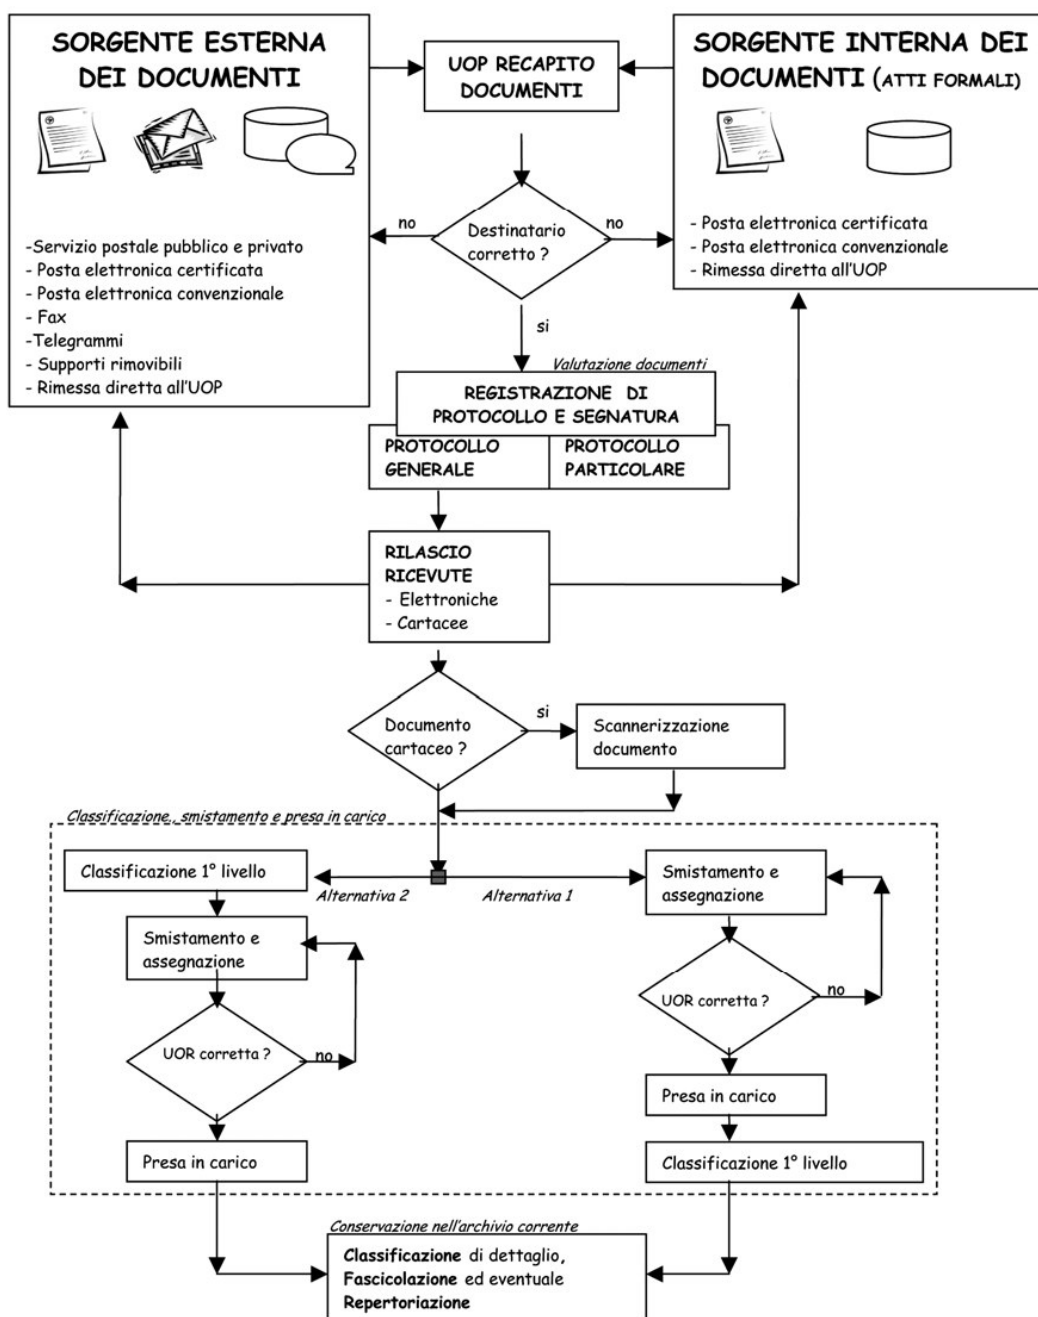 SORGENTE ESTERNA
DEI DOCUMENTI
UOP RECAPITO
DOCUMENTI
SORGENTE INTERNA DEI
DOCUMENTI (ATTI FORMALI)
-Servizio postale pubblico e privato
- Posta elettronica certificata
- Posta elettronica convenzionale
- Fax
-Telegrammi
- Supporti rimovibili
- Rimessa diretta all'UOP
no
Destinatario
corretto ?
no
- Posta elettronica certificata
- Posta elettronica convenzionale
- Rimessa diretta all'UOP
si
Valutazione documenti
REGISTRAZIONE DI
PROTOCOLLO E SEGNATURA
PROTOCOLLO
GENERALE
PROTOCOLLO
PARTICOLARE
RILASCIO
RICEVUTE
- Elettroniche
- Cartacee
Documento
cartaceo ?
si
Scannerizzazione
documento
Classificazione., smistamento e presa in carico
Classificazione 1° livello
Alternativa 2
Alternativa 1
Smistamento e
assegnazione
Smistamento e
assegnazione
UOR corretta ?
no
UOR corretta ?
no
Presa in carico
Presa in carico
Classificazione 1° livello
Conservazione nell'archivio corrente
Classificazione di dettaglio,
Fascicolazione ed eventuale
Repertoriazione